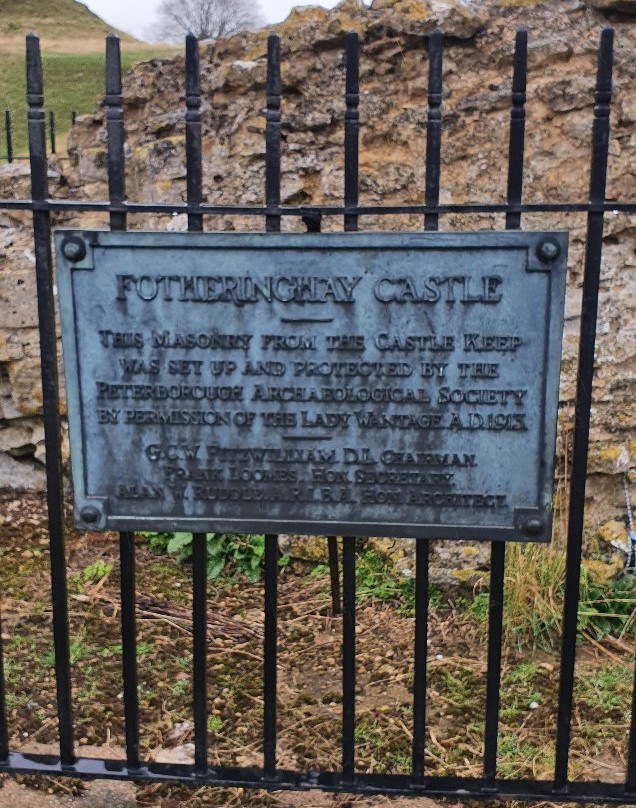 FOTHERINGHAY CASTLE
THIS MASONRY FROM THE CASTLE KEEP
WAS SET UP AND PROTECTED BY THE
PETERBOROUGH ARCHAEOLOGICAL SOCIETY
BY PERMISSION OF THE LADY WANTAGE A.D.1913.
G.C.W. FITZWILLIAM, D.L. CHAIRMAN.
FRANK LOOMES, HON. SECRETARY.
ALAN W. RUDDLE, A.R.I.B.A. HON. ARCHITECT.